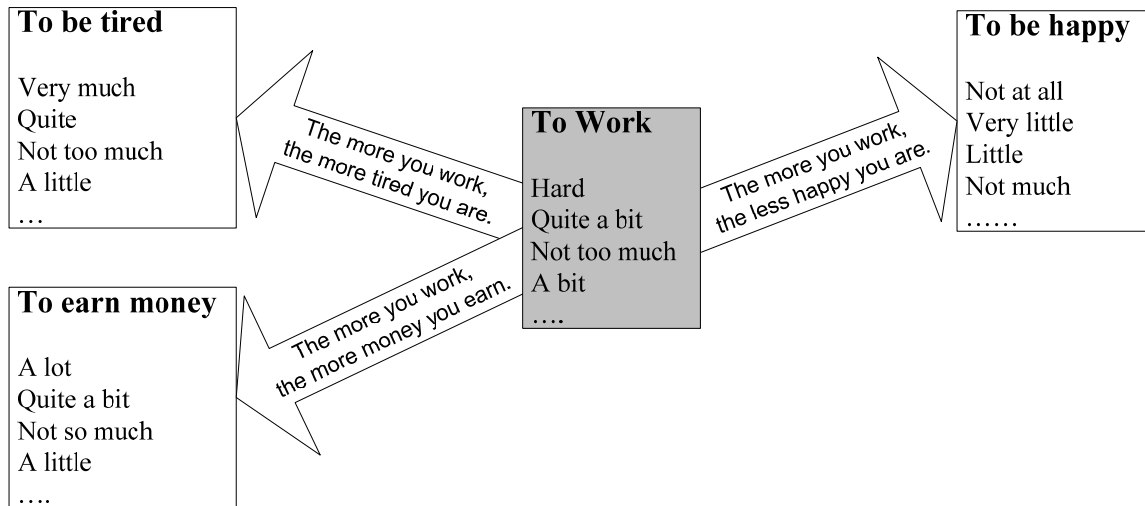 To be tired
Very much
Quite
Not too much
A little
…
The more you work,
the more tired you are.
To Work
Hard
Quite a bit
Not too much
A bit
….
The more you work,
the less happy you are.
To be happy
Not at all
Very little
Little
Not much
……
To earn money
A lot
Quite a bit
Not so much
A little
….
The more you work,
the more money you earn.